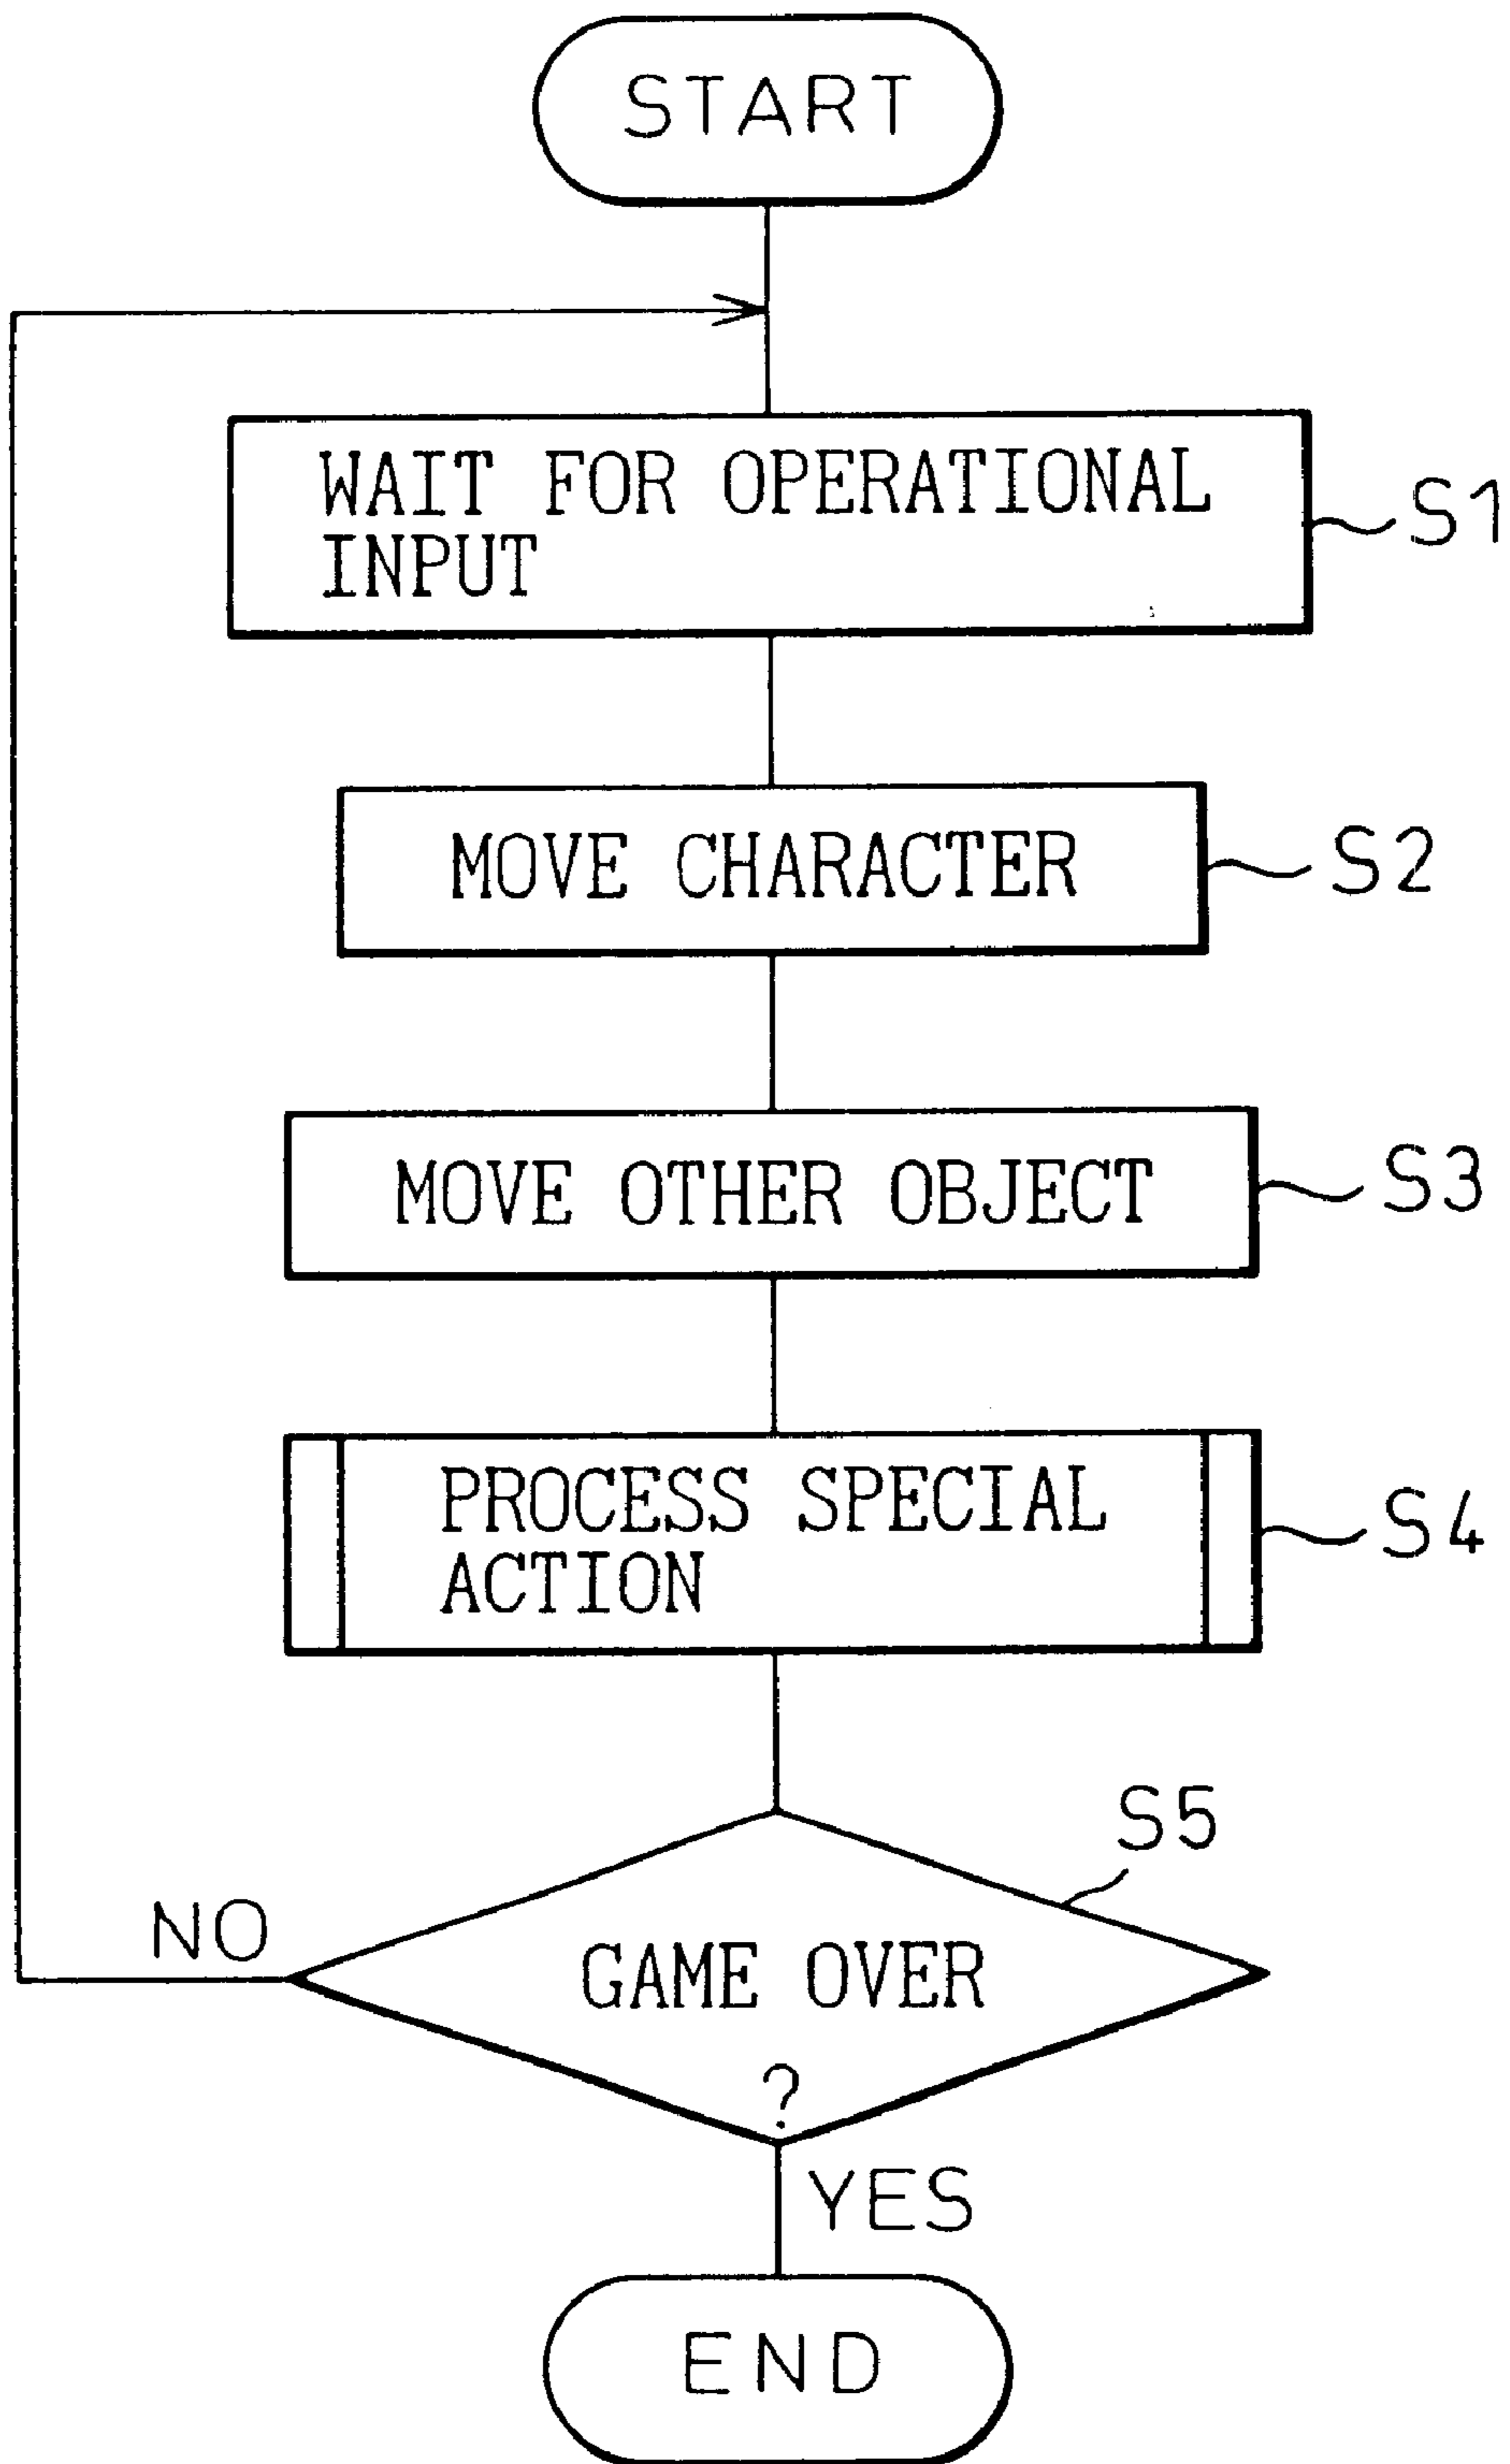 START
WAIT FOR OPERATIONAL
INPUT
S1
MOVE CHARACTER
S2
MOVE OTHER OBJECT
S3
PROCESS SPECIAL
ACTION
S4
S5
NO
GAME OVER
?
YES
END